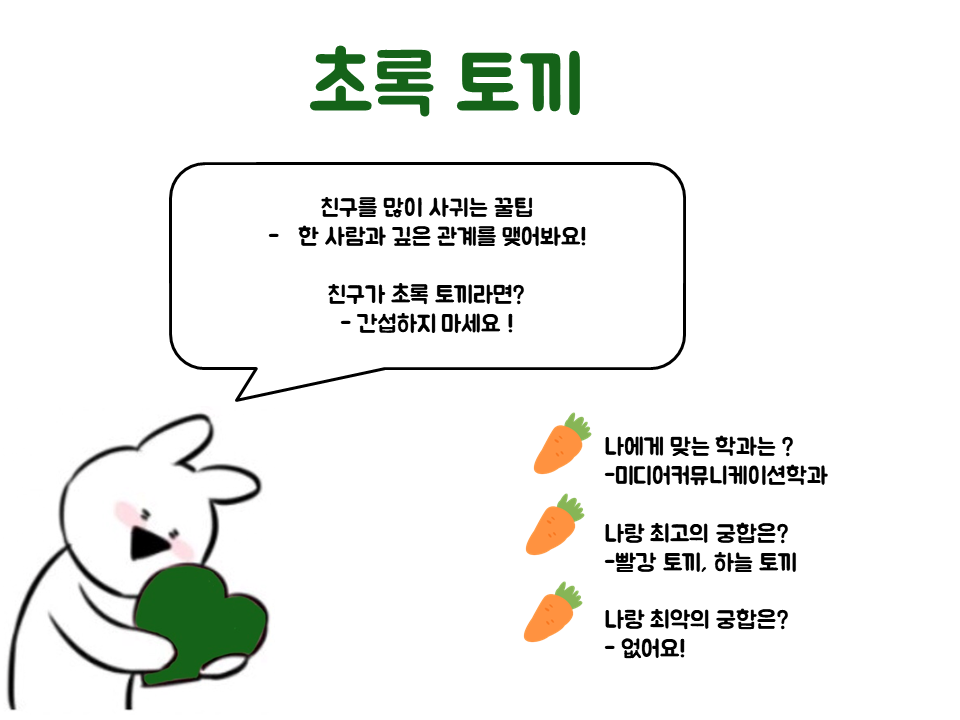 초록 토끼
친구를 많이 사귀는 꿀팁
- 한 사람과 깊은 관계를 맺어봐요!
친구가 초록 토끼라면?
- 간섭하지 마세요 !
나에게 맞는 학과는 ?
-미디어커뮤니케이션학과
나랑 최고의 궁합은?
-빨강 토끼, 하늘 토끼
나랑 최악의 궁합은?
- 없어요!